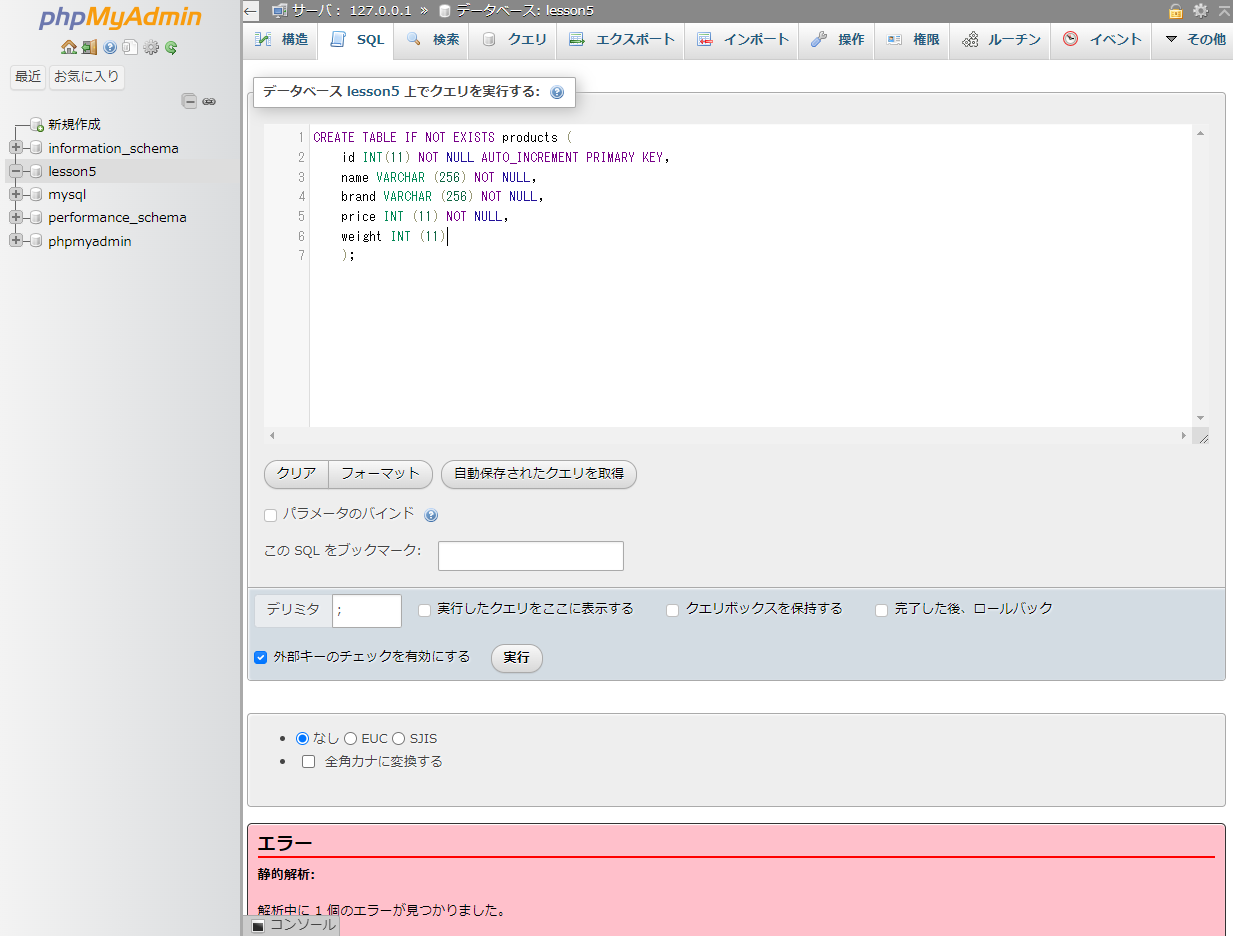 phpMyAdmin
最近 お気に入り
新規作成
information_schema
lesson5
mysql
performance_schema
phpmyadmin
サーバ： 127.0.0.1 » データベース: lesson5
構造 SQL 検索 クエリ エクスポート インポート 操作 権限 ルーチン イベント その他
データベース lesson5 上でクエリを実行する:
1 CREATE TABLE IF NOT EXISTS products (
2 id INT(11) NOT NULL AUTO_INCREMENT PRIMARY KEY,
3 name VARCHAR (256) NOT NULL,
4 brand VARCHAR (256) NOT NULL,
5 price INT (11) NOT NULL,
6 weight INT (11)
7 );
クリア フォーマット 自動保存されたクエリを取得
パラメータのバインド
この SQL をブックマーク:
デリミタ ; 実行したクエリをここに表示する クエリボックスを保持する 完了した後、ロールバック
外部キーのチェックを有効にする 実行
なし EUC SJIS
全角カナに変換する
エラー
静的解析:
解析中に 1 個のエラーが見つかりました。
コンソール